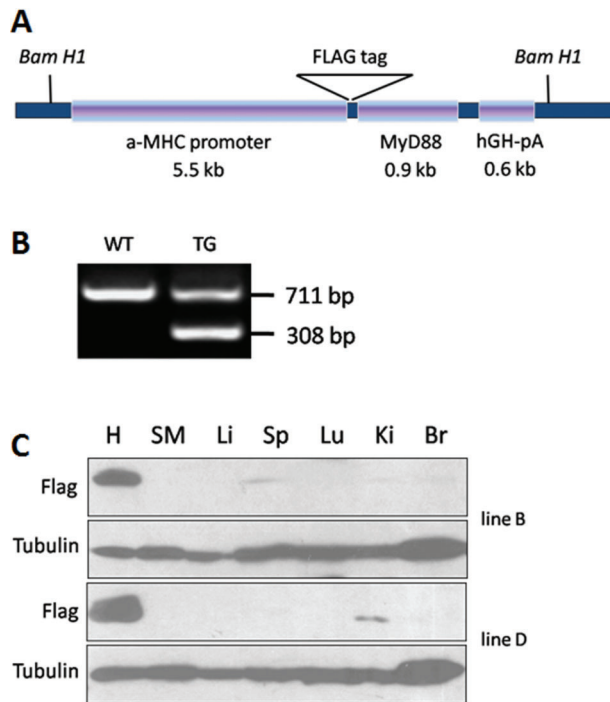 A
Bam H1 FLAG tag Bam H1
a-MHC promoter MyD88 hGH-pA
5.5 kb 0.9 kb 0.6 kb
B
WT TG
711 bp
308 bp
C
H SM Li Sp Lu Ki Br
Flag
line B
Tubulin
Flag
line D
Tubulin